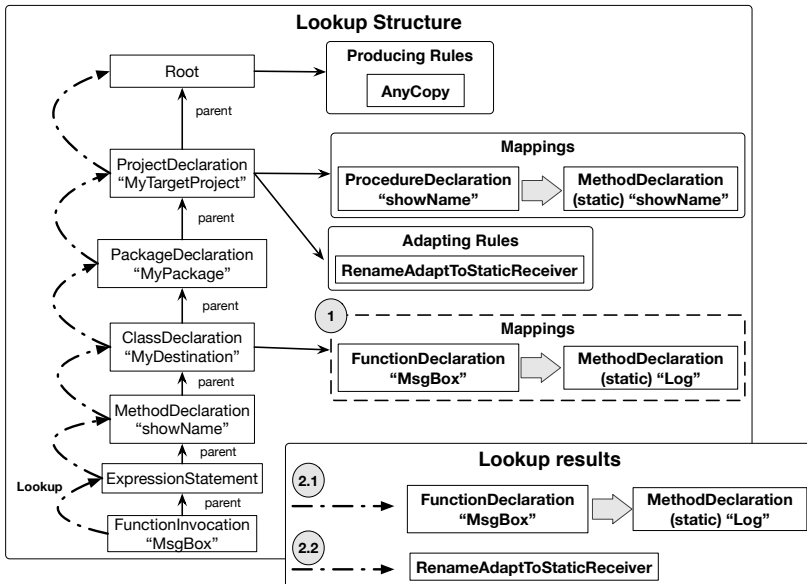 Lookup Structure
Root
Producing Rules
AnyCopy
parent
ProjectDeclaration
“MyTargetProject”
Mappings
ProcedureDeclaration
“showName”
MethodDeclaration
(static) “showName”
parent
Adapting Rules
RenameAdaptToStaticReceiver
PackageDeclaration
“MyPackage”
parent
1
Mappings
ClassDeclaration
“MyDestination”
FunctionDeclaration
“MsgBox”
MethodDeclaration
(static) “Log”
parent
MethodDeclaration
“showName”
parent
Lookup
ExpressionStatement
parent
FunctionInvocation
“MsgBox”
Lookup results
2.1
FunctionDeclaration
“MsgBox”
MethodDeclaration
(static) “Log”
2.2
RenameAdaptToStaticReceiver